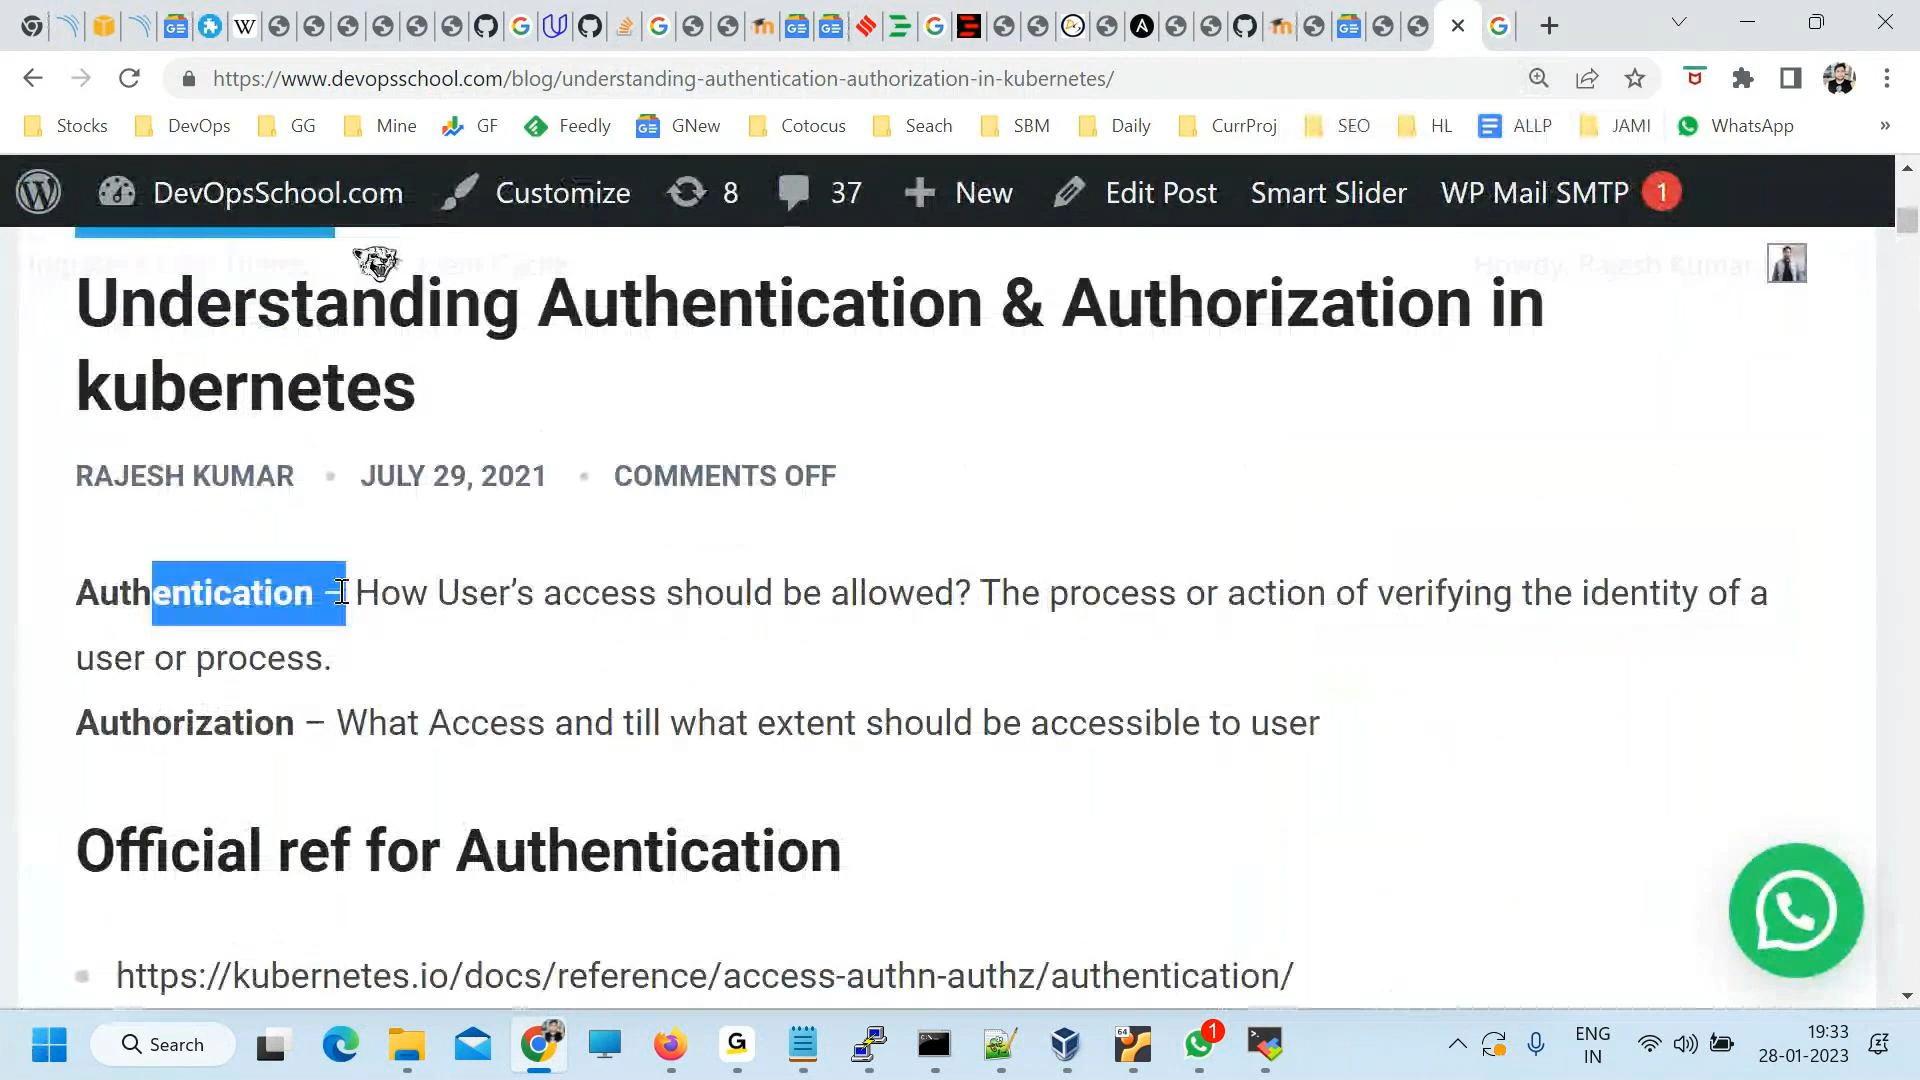 https://www.devopsschool.com/blog/understanding-authentication-authorization-in-kubernetes/
Stocks DevOps GG Mine GF Feedly GNew Cotocus Seach SBM Daily CurrProj SEO HL ALLP JAMI WhatsApp »
DevOpsSchool.com Customize 8 37 New Edit Post Smart Slider WP Mail SMTP 1
Howdy, Rajesh Kumar
Understanding Authentication & Authorization in
kubernetes
RAJESH KUMAR • JULY 29, 2021 • COMMENTS OFF
Authentication – How User’s access should be allowed? The process or action of verifying the identity of a
user or process.
Authorization – What Access and till what extent should be accessible to user
Official ref for Authentication
https://kubernetes.io/docs/reference/access-authn-authz/authentication/
Search
1
ENG
IN
19:33
28-01-2023